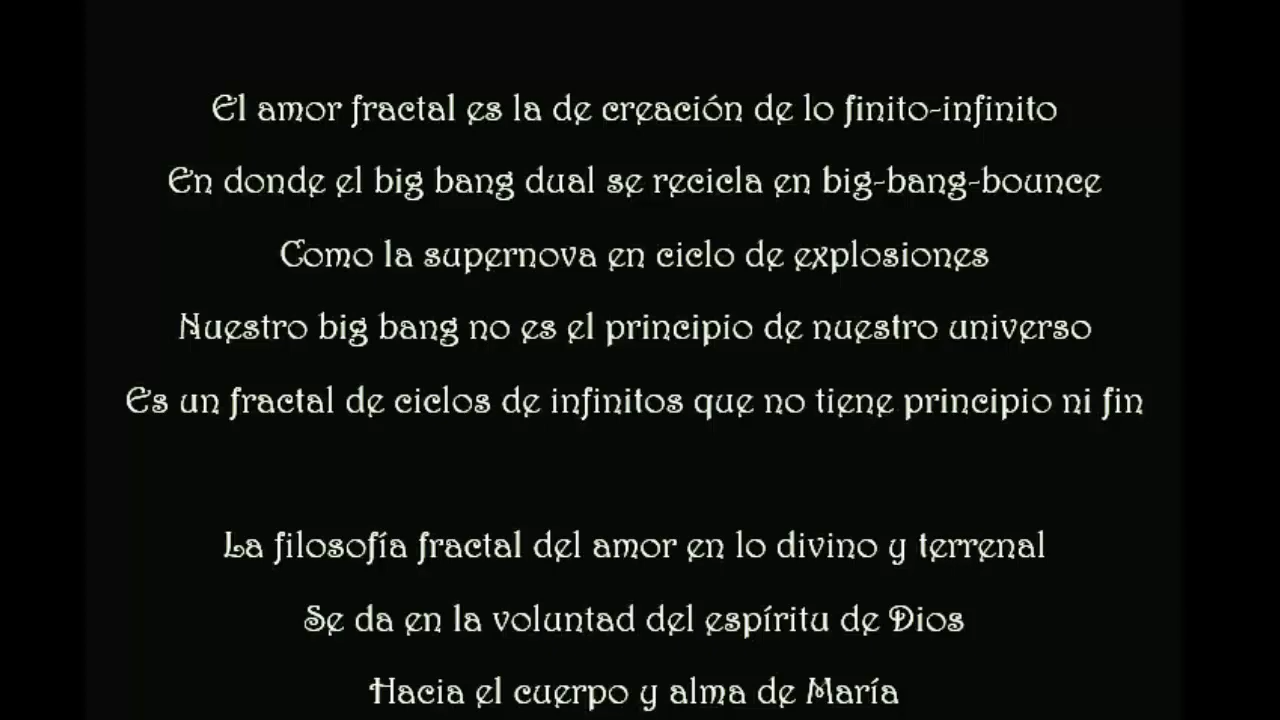 El amor fractal es la de creación de lo finito-infinito
En donde el big bang dual se recicla en big-bang-bounce
Como la supernova en ciclo de explosiones
Nuestro big bang no es el principio de nuestro universo
Es un fractal de ciclos de infinitos que no tiene principio ni fin
La filosofía fractal del amor en lo divino y terrenal
Se da en la voluntad del espíritu de Dios
Hacia el cuerpo y alma de María